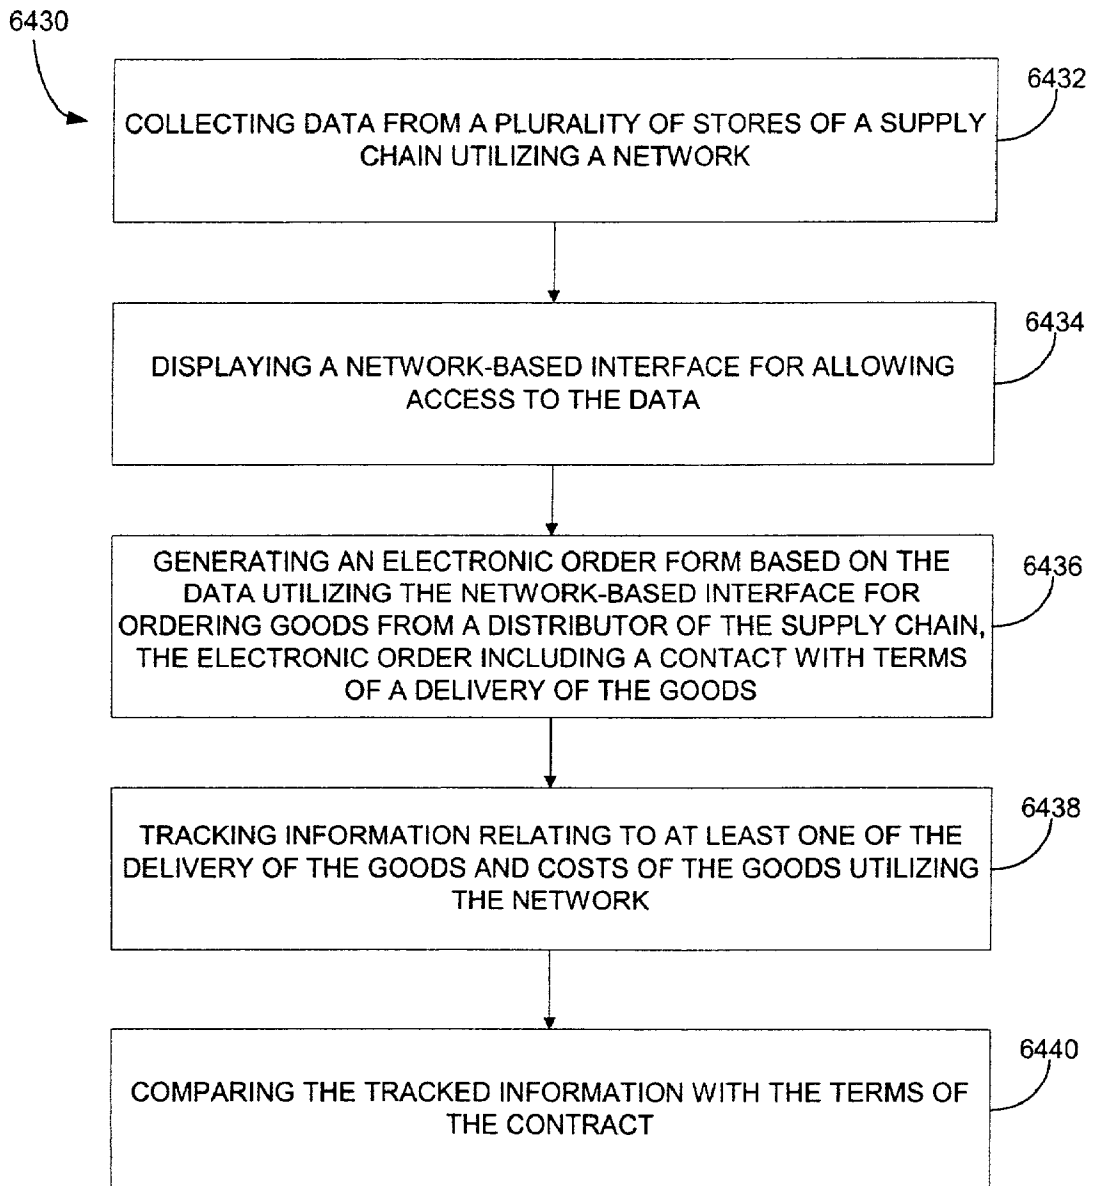 6430
6432
COLLECTING DATA FROM A PLURALITY OF STORES OF A SUPPLY
CHAIN UTILIZING A NETWORK
6434
DISPLAYING A NETWORK-BASED INTERFACE FOR ALLOWING
ACCESS TO THE DATA
6436
GENERATING AN ELECTRONIC ORDER FORM BASED ON THE
DATA UTILIZING THE NETWORK-BASED INTERFACE FOR
ORDERING GOODS FROM A DISTRIBUTOR OF THE SUPPLY CHAIN,
THE ELECTRONIC ORDER INCLUDING A CONTACT WITH TERMS
OF A DELIVERY OF THE GOODS
6438
TRACKING INFORMATION RELATING TO AT LEAST ONE OF THE
DELIVERY OF THE GOODS AND COSTS OF THE GOODS UTILIZING
THE NETWORK
6440
COMPARING THE TRACKED INFORMATION WITH THE TERMS OF
THE CONTRACT